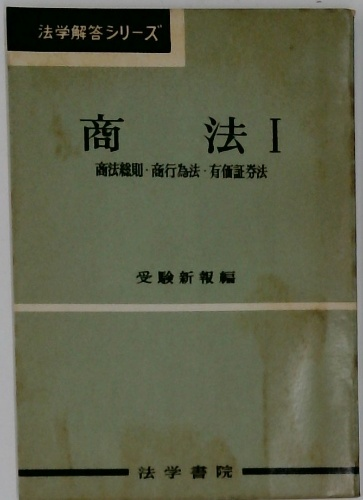 法学解答シリーズ
商法Ⅰ
商法総則・商行為法・有価証券法
受験新報編
法学書院